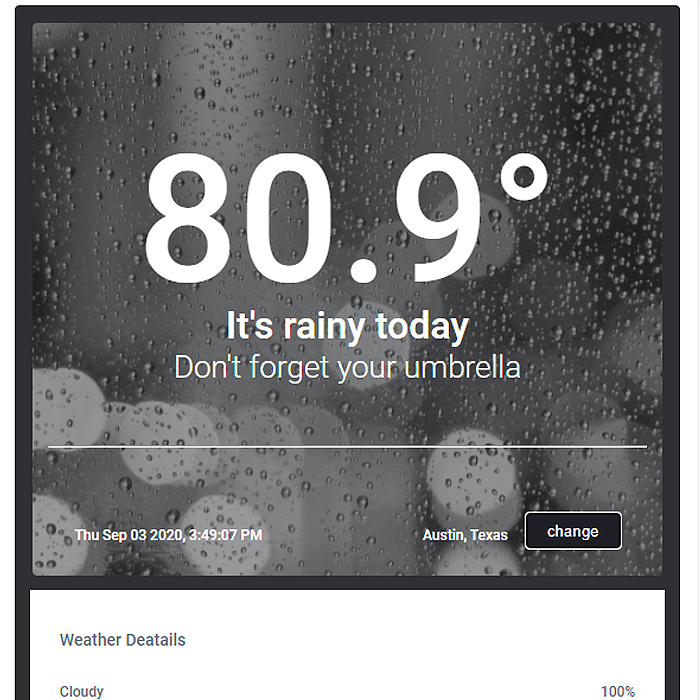 80.9°
It's rainy today
Don't forget your umbrella
Thu Sep 03 2020, 3:49:07 PM
Austin, Texas
change
Weather Deatails
Cloudy 100%